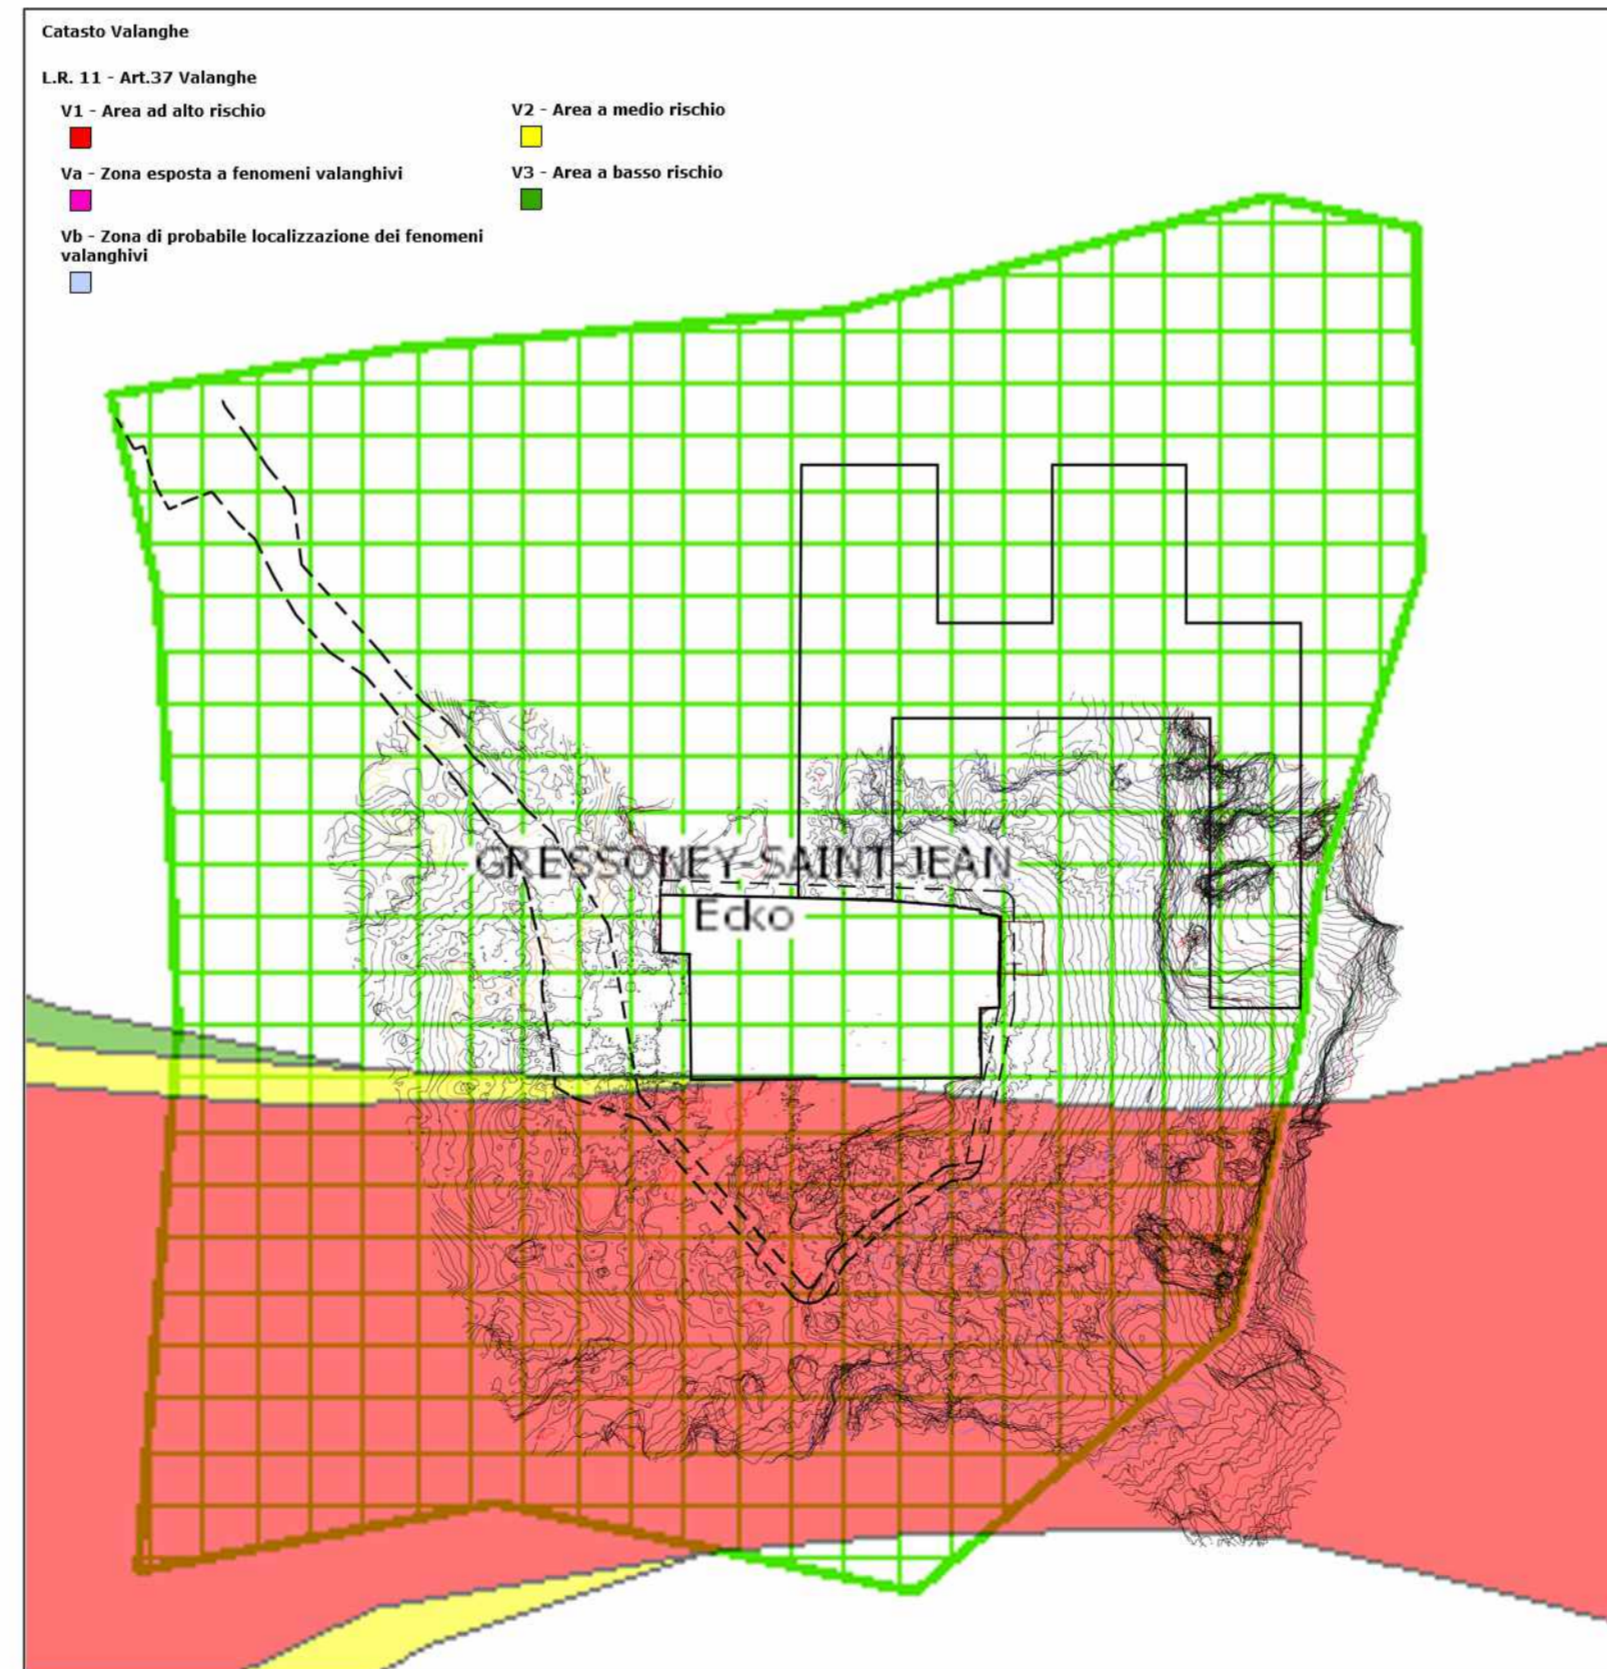 Catasto Valanghe
L.R. 11 - Art.37 Valanghe
V1 - Area ad alto rischio
V2 - Area a medio rischio
Va - Zona esposta a fenomeni valanghivi
V3 - Area a basso rischio
Vb - Zona di probabile localizzazione dei fenomeni
valanghivi
GRESSONEY-SAINT-JEAN
Ecko